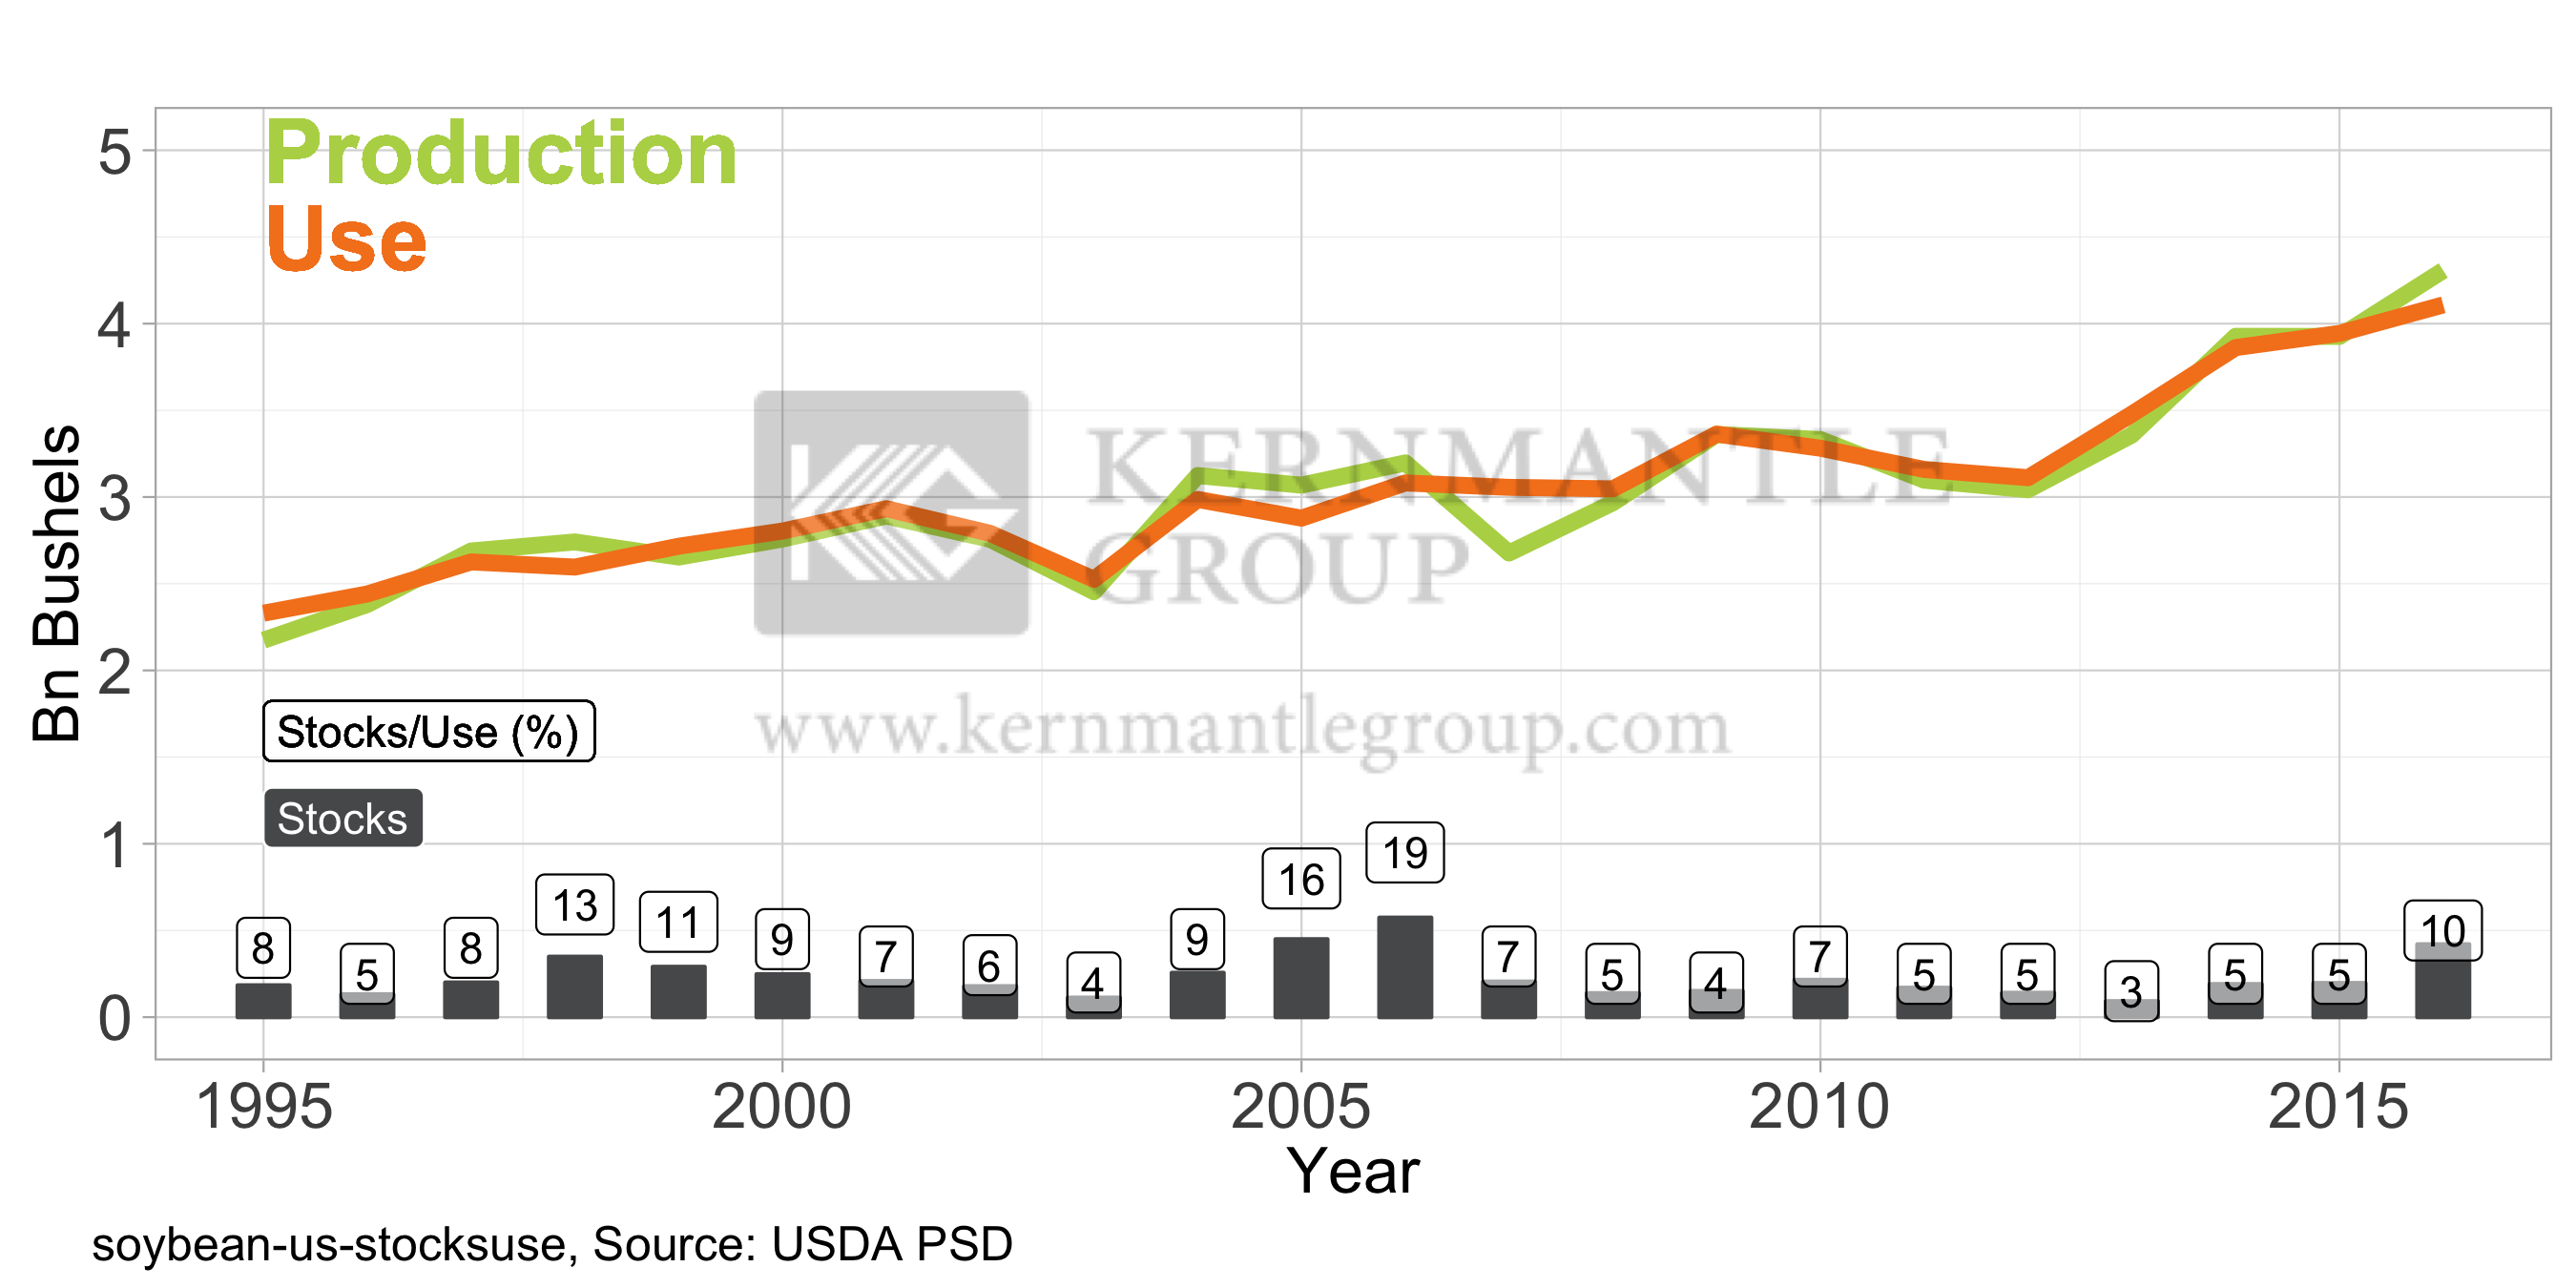 Production
Use
5
4
3
2
1
0
Bn Bushels
KERNMANTLE
GROUP
www.kernmantlegroup.com
Stocks/Use (%)
Stocks
8 5 8 13 11 9 7 6 4 9 16 19 7 5 4 7 5 5 3 5 5 10
1995 2000 2005 2010 2015
Year
soybean-us-stocksuse, Source: USDA PSD